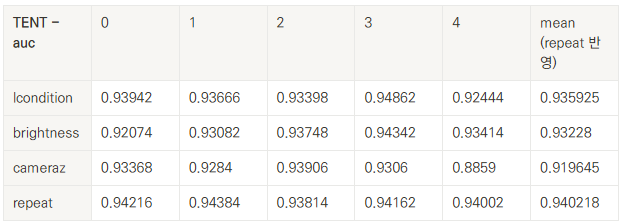 TENT – 0 1 2 3 4 mean
auc (repeat 반
영)
lcondition 0.93942 0.93666 0.93398 0.94862 0.92444 0.935925
brightness 0.92074 0.93082 0.93748 0.94342 0.93414 0.93228
cameraz 0.93368 0.9284 0.93906 0.9306 0.8859 0.919645
repeat 0.94216 0.94384 0.93814 0.94162 0.94002 0.940218